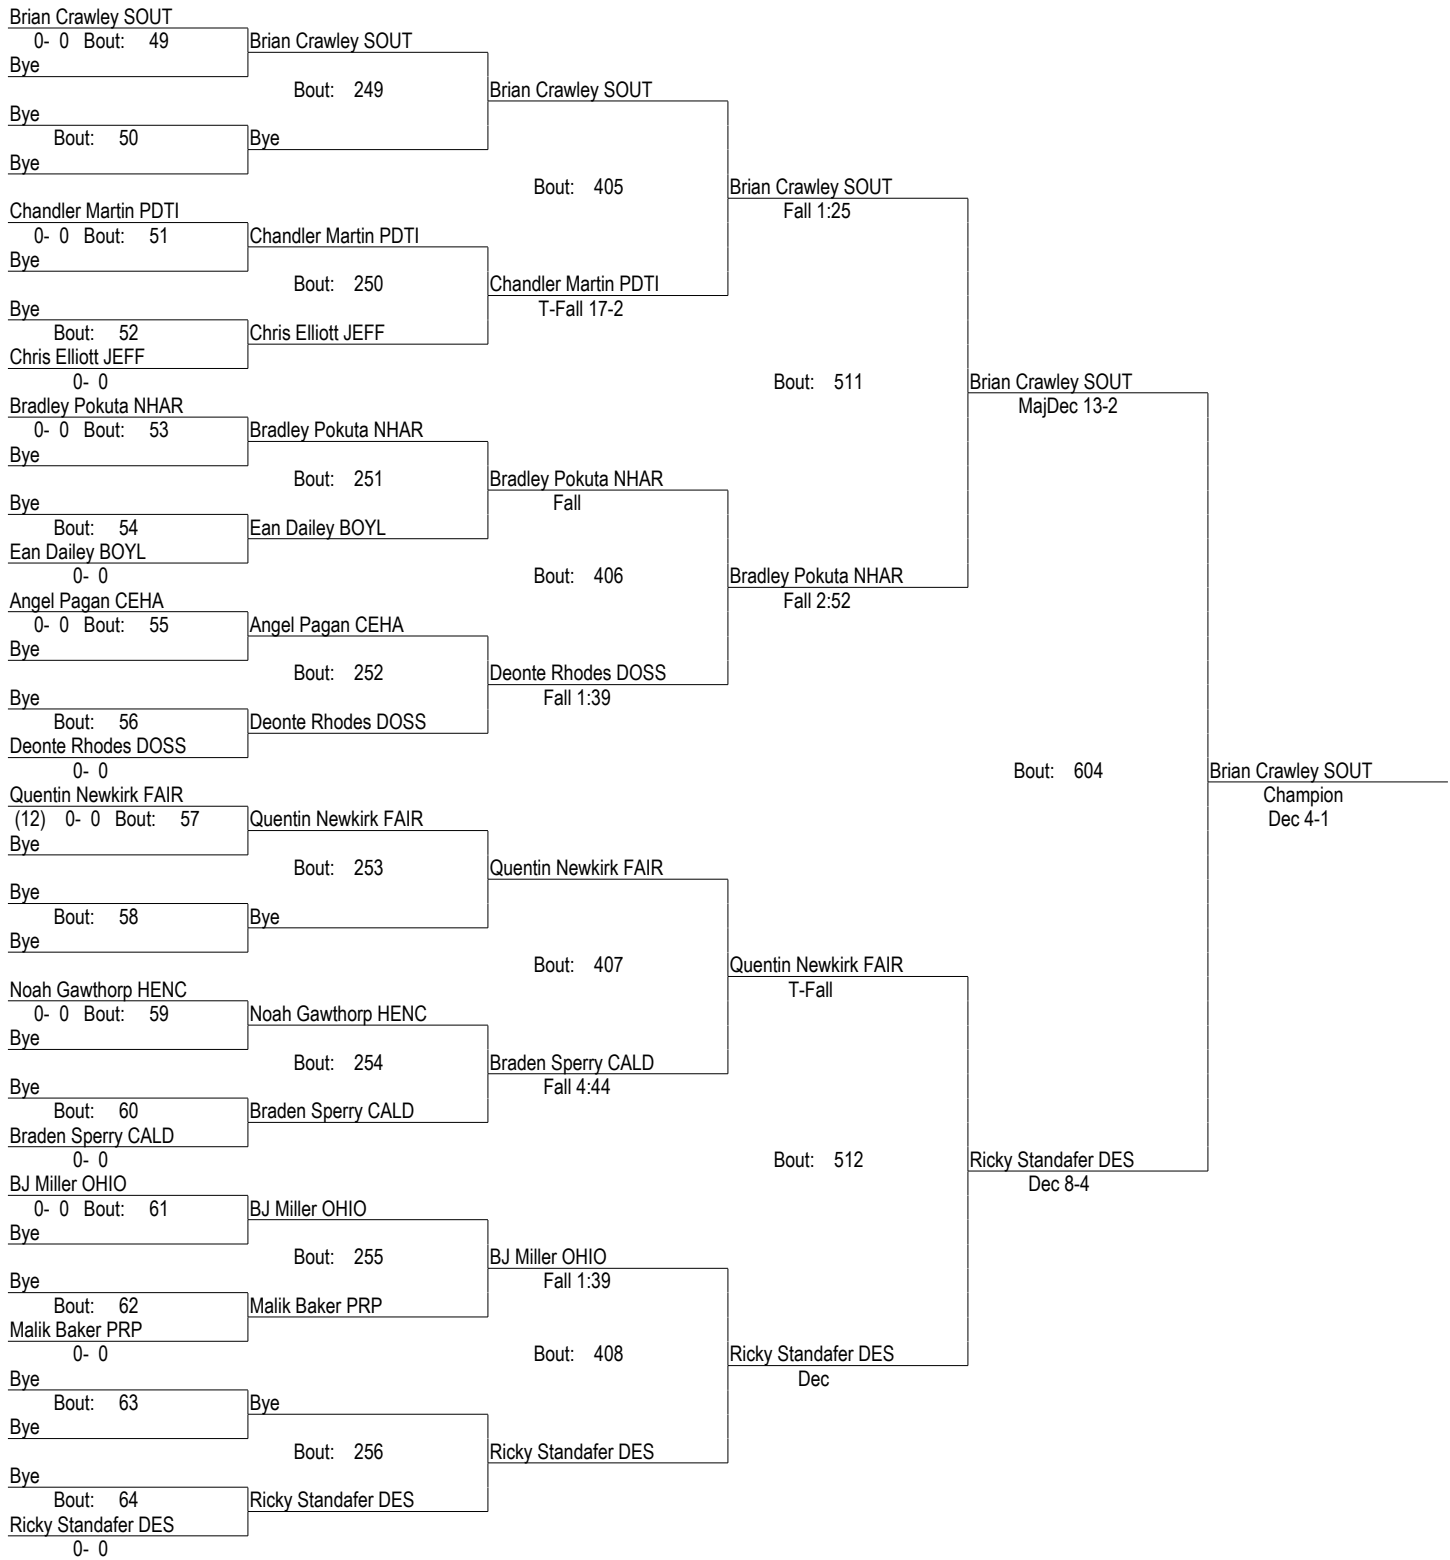 Brian Crawley SOUT
0- 0 Bout: 49
Brian Crawley SOUT
Bye
Bout: 249
Brian Crawley SOUT
Bye
Bout: 50
Bye
Bye
Bout: 405
Brian Crawley SOUT
Fall 1:25
Chandler Martin PDTI
0- 0 Bout: 51
Chandler Martin PDTI
Bye
Bout: 250
Chandler Martin PDTI
T-Fall 17-2
Bye
Bout: 52
Chris Elliott JEFF
Chris Elliott JEFF
0- 0
Bout: 511
Brian Crawley SOUT
MajDec 13-2
Bradley Pokuta NHAR
0- 0 Bout: 53
Bradley Pokuta NHAR
Bye
Bout: 251
Bradley Pokuta NHAR
Fall
Bye
Bout: 54
Ean Dailey BOYL
Ean Dailey BOYL
0- 0
Bout: 406
Bradley Pokuta NHAR
Fall 2:52
Angel Pagan CEHA
0- 0 Bout: 55
Angel Pagan CEHA
Bye
Bout: 252
Deonte Rhodes DOSS
Fall 1:39
Bye
Bout: 56
Deonte Rhodes DOSS
Deonte Rhodes DOSS
0- 0
Bout: 604
Brian Crawley SOUT
Champion
Dec 4-1
Quentin Newkirk FAIR
(12) 0- 0 Bout: 57
Quentin Newkirk FAIR
Bye
Bout: 253
Quentin Newkirk FAIR
Bye
Bout: 58
Bye
Bye
Bout: 407
Quentin Newkirk FAIR
T-Fall
Noah Gawthorp HENC
0- 0 Bout: 59
Noah Gawthorp HENC
Bye
Bout: 254
Braden Sperry CALD
Fall 4:44
Bye
Bout: 60
Braden Sperry CALD
Braden Sperry CALD
0- 0
Bout: 512
Ricky Standafer DES
Dec 8-4
BJ Miller OHIO
0- 0 Bout: 61
BJ Miller OHIO
Bye
Bout: 255
BJ Miller OHIO
Fall 1:39
Bye
Bout: 62
Malik Baker PRP
Malik Baker PRP
0- 0
Bout: 408
Ricky Standafer DES
Dec
Bye
Bout: 63
Bye
Bye
Bout: 256
Ricky Standafer DES
Bye
Bout: 64
Ricky Standafer DES
Ricky Standafer DES
0- 0